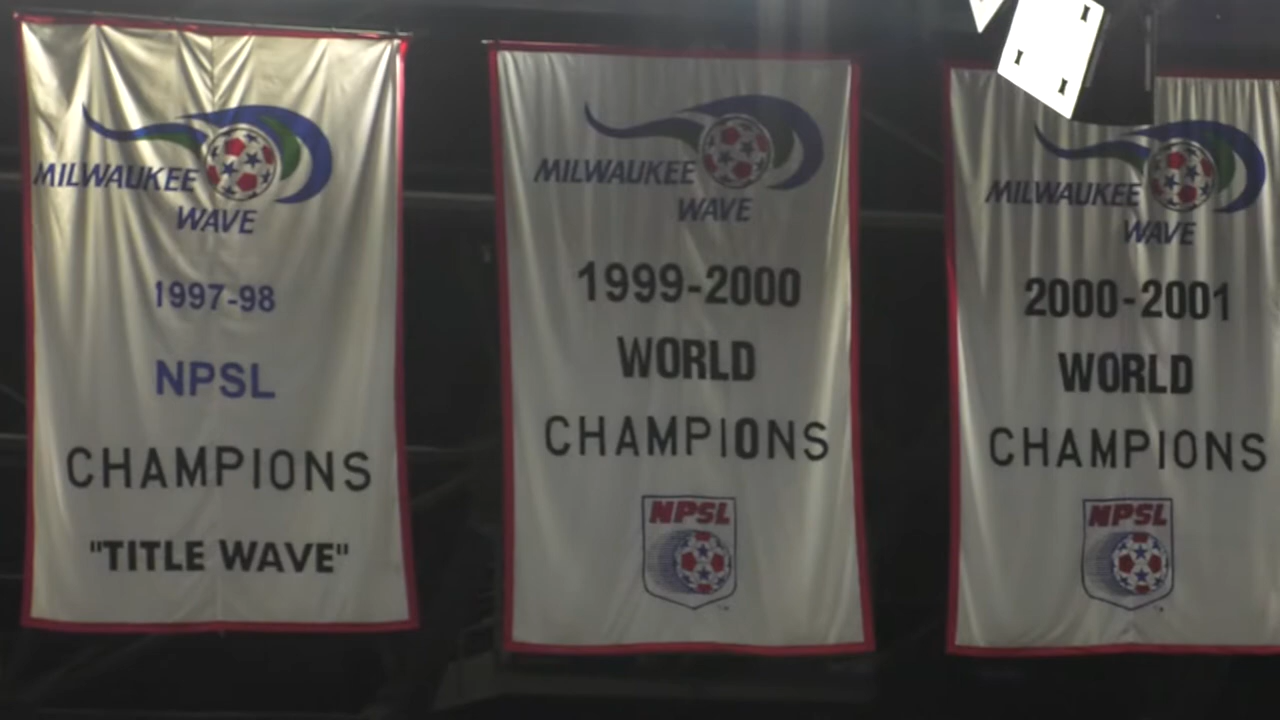 MILWAUKEE
WAVE
1997-98
NPSL
CHAMPIONS
"TITLE WAVE"
MILWAUKEE
WAVE
1999-2000
WORLD
CHAMPIONS
NPSL
MILWAUKEE
WAVE
2000-2001
WORLD
CHAMPIONS
NPSL